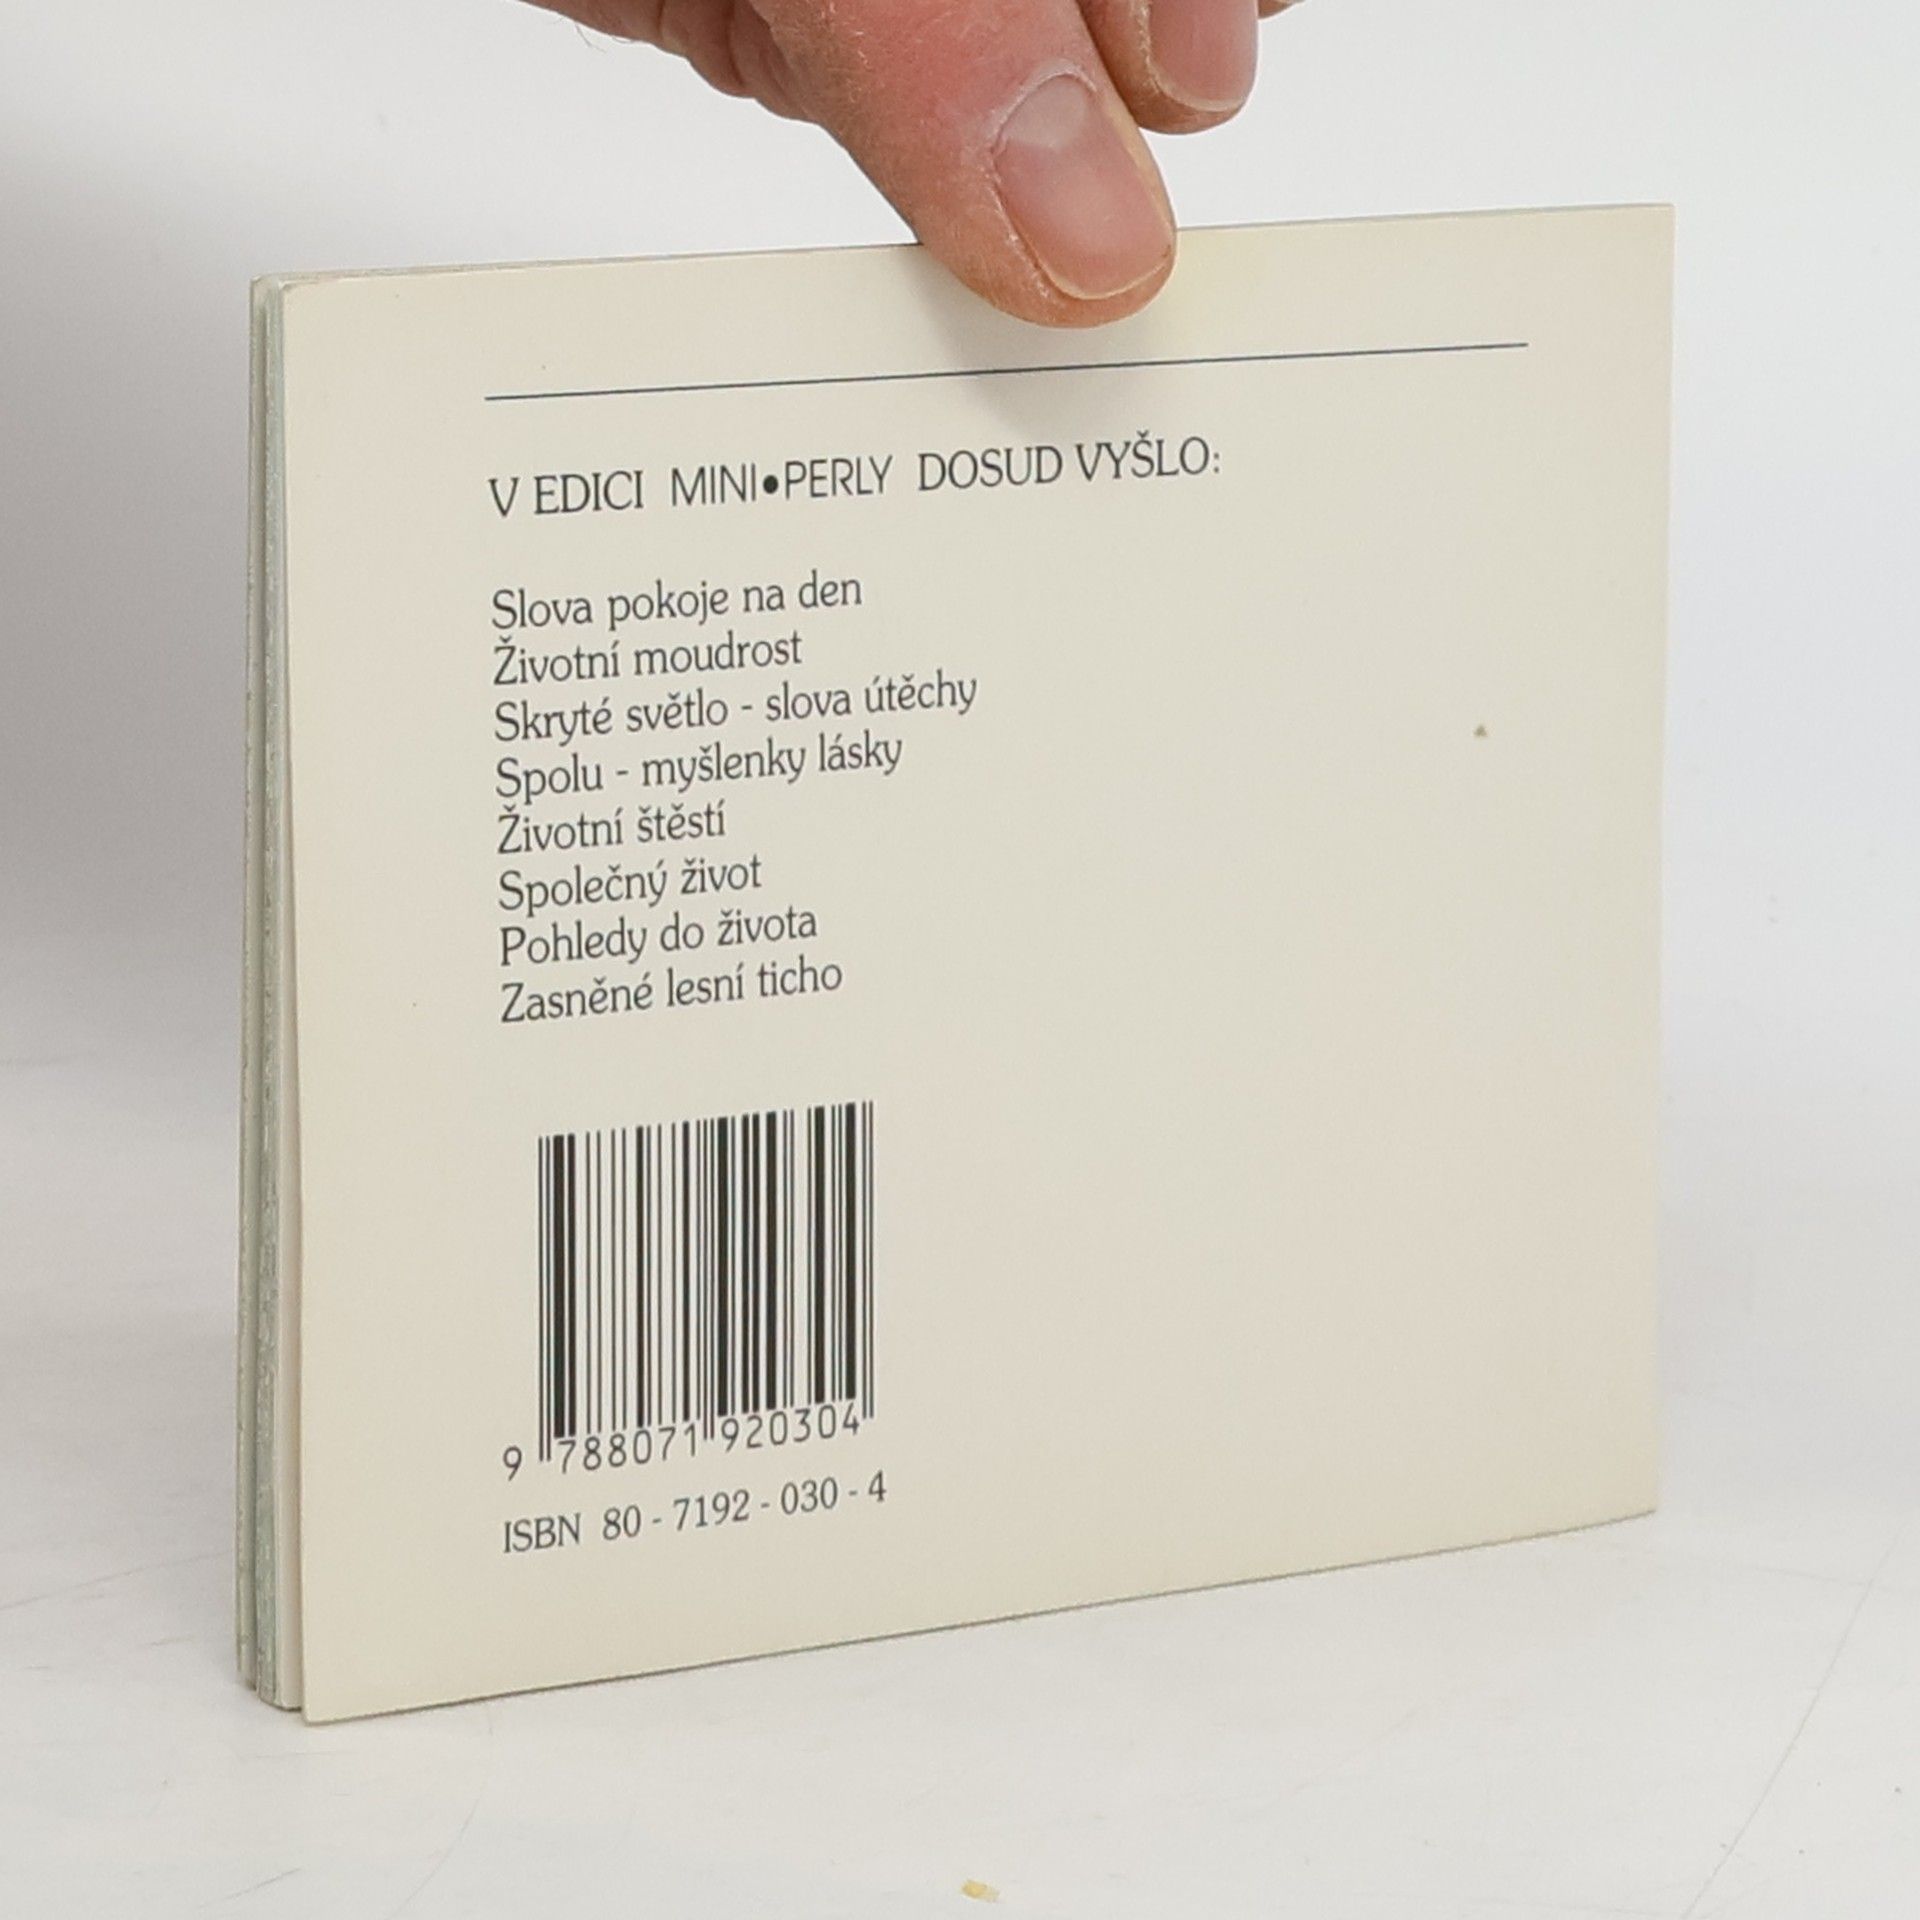 V EDICI MINI•PERLY DOSUD VYŠLO:
Slova pokoje na den
Životní moudrost
Skryté světlo - slova útěchy
Spolu - myšlenky lásky
Životní štěstí
Společný život
Pohledy do života
Zasněné lesní ticho
9 788071 920304
ISBN 80 - 7192 - 030 - 4